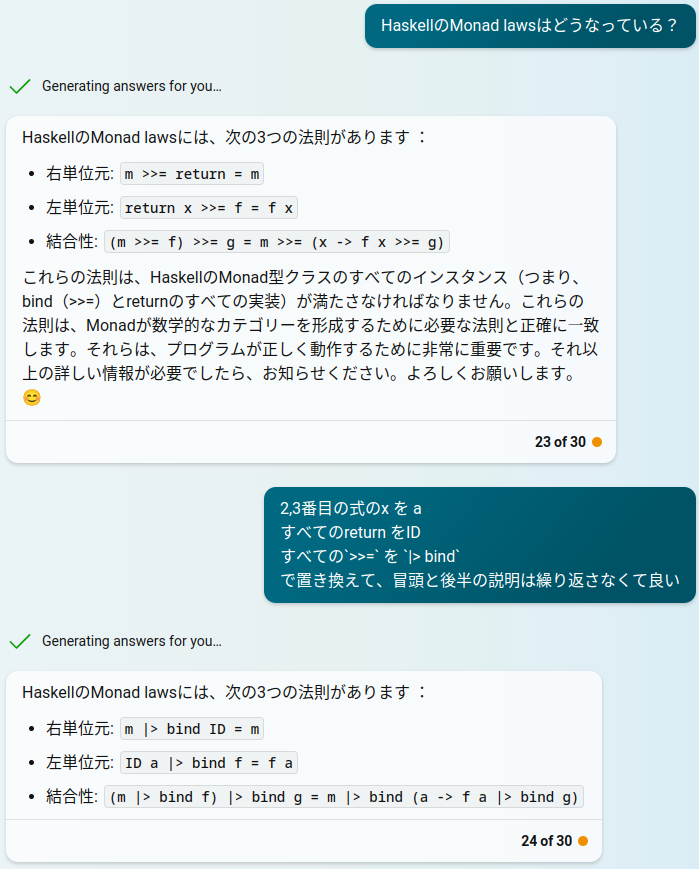 HaskellのMonad lawsはどうなっている？
Generating answers for you…
HaskellのMonad lawsには、次の3つの法則があります ：
• 右単位元: m >>= return = m
• 左単位元: return x >>= f = f x
• 結合性: (m >>= f) >>= g = m >>= (x -> f x >>= g)
これらの法則は、HaskellのMonad型クラスのすべてのインスタンス（つまり、
bind（>>=）とreturnのすべての実装）が満たさなければなりません。これらの
法則は、Monadが数学的なカテゴリーを形成するために必要な法則と正確に一致
します。それらは、プログラムが正しく動作するために非常に重要です。それ以
上の詳しい情報が必要でしたら、お知らせください。よろしくお願いします。
😊
23 of 30
2,3番目の式のx を a
すべてのreturn をID
すべての`>>=` を `|> bind`
で置き換えて、冒頭と後半の説明は繰り返さなくて良い
Generating answers for you…
HaskellのMonad lawsには、次の3つの法則があります ：
• 右単位元: m |> bind ID = m
• 左単位元: ID a |> bind f = f a
• 結合性: (m |> bind f) |> bind g = m |> bind (a -> f a |> bind g)
24 of 30